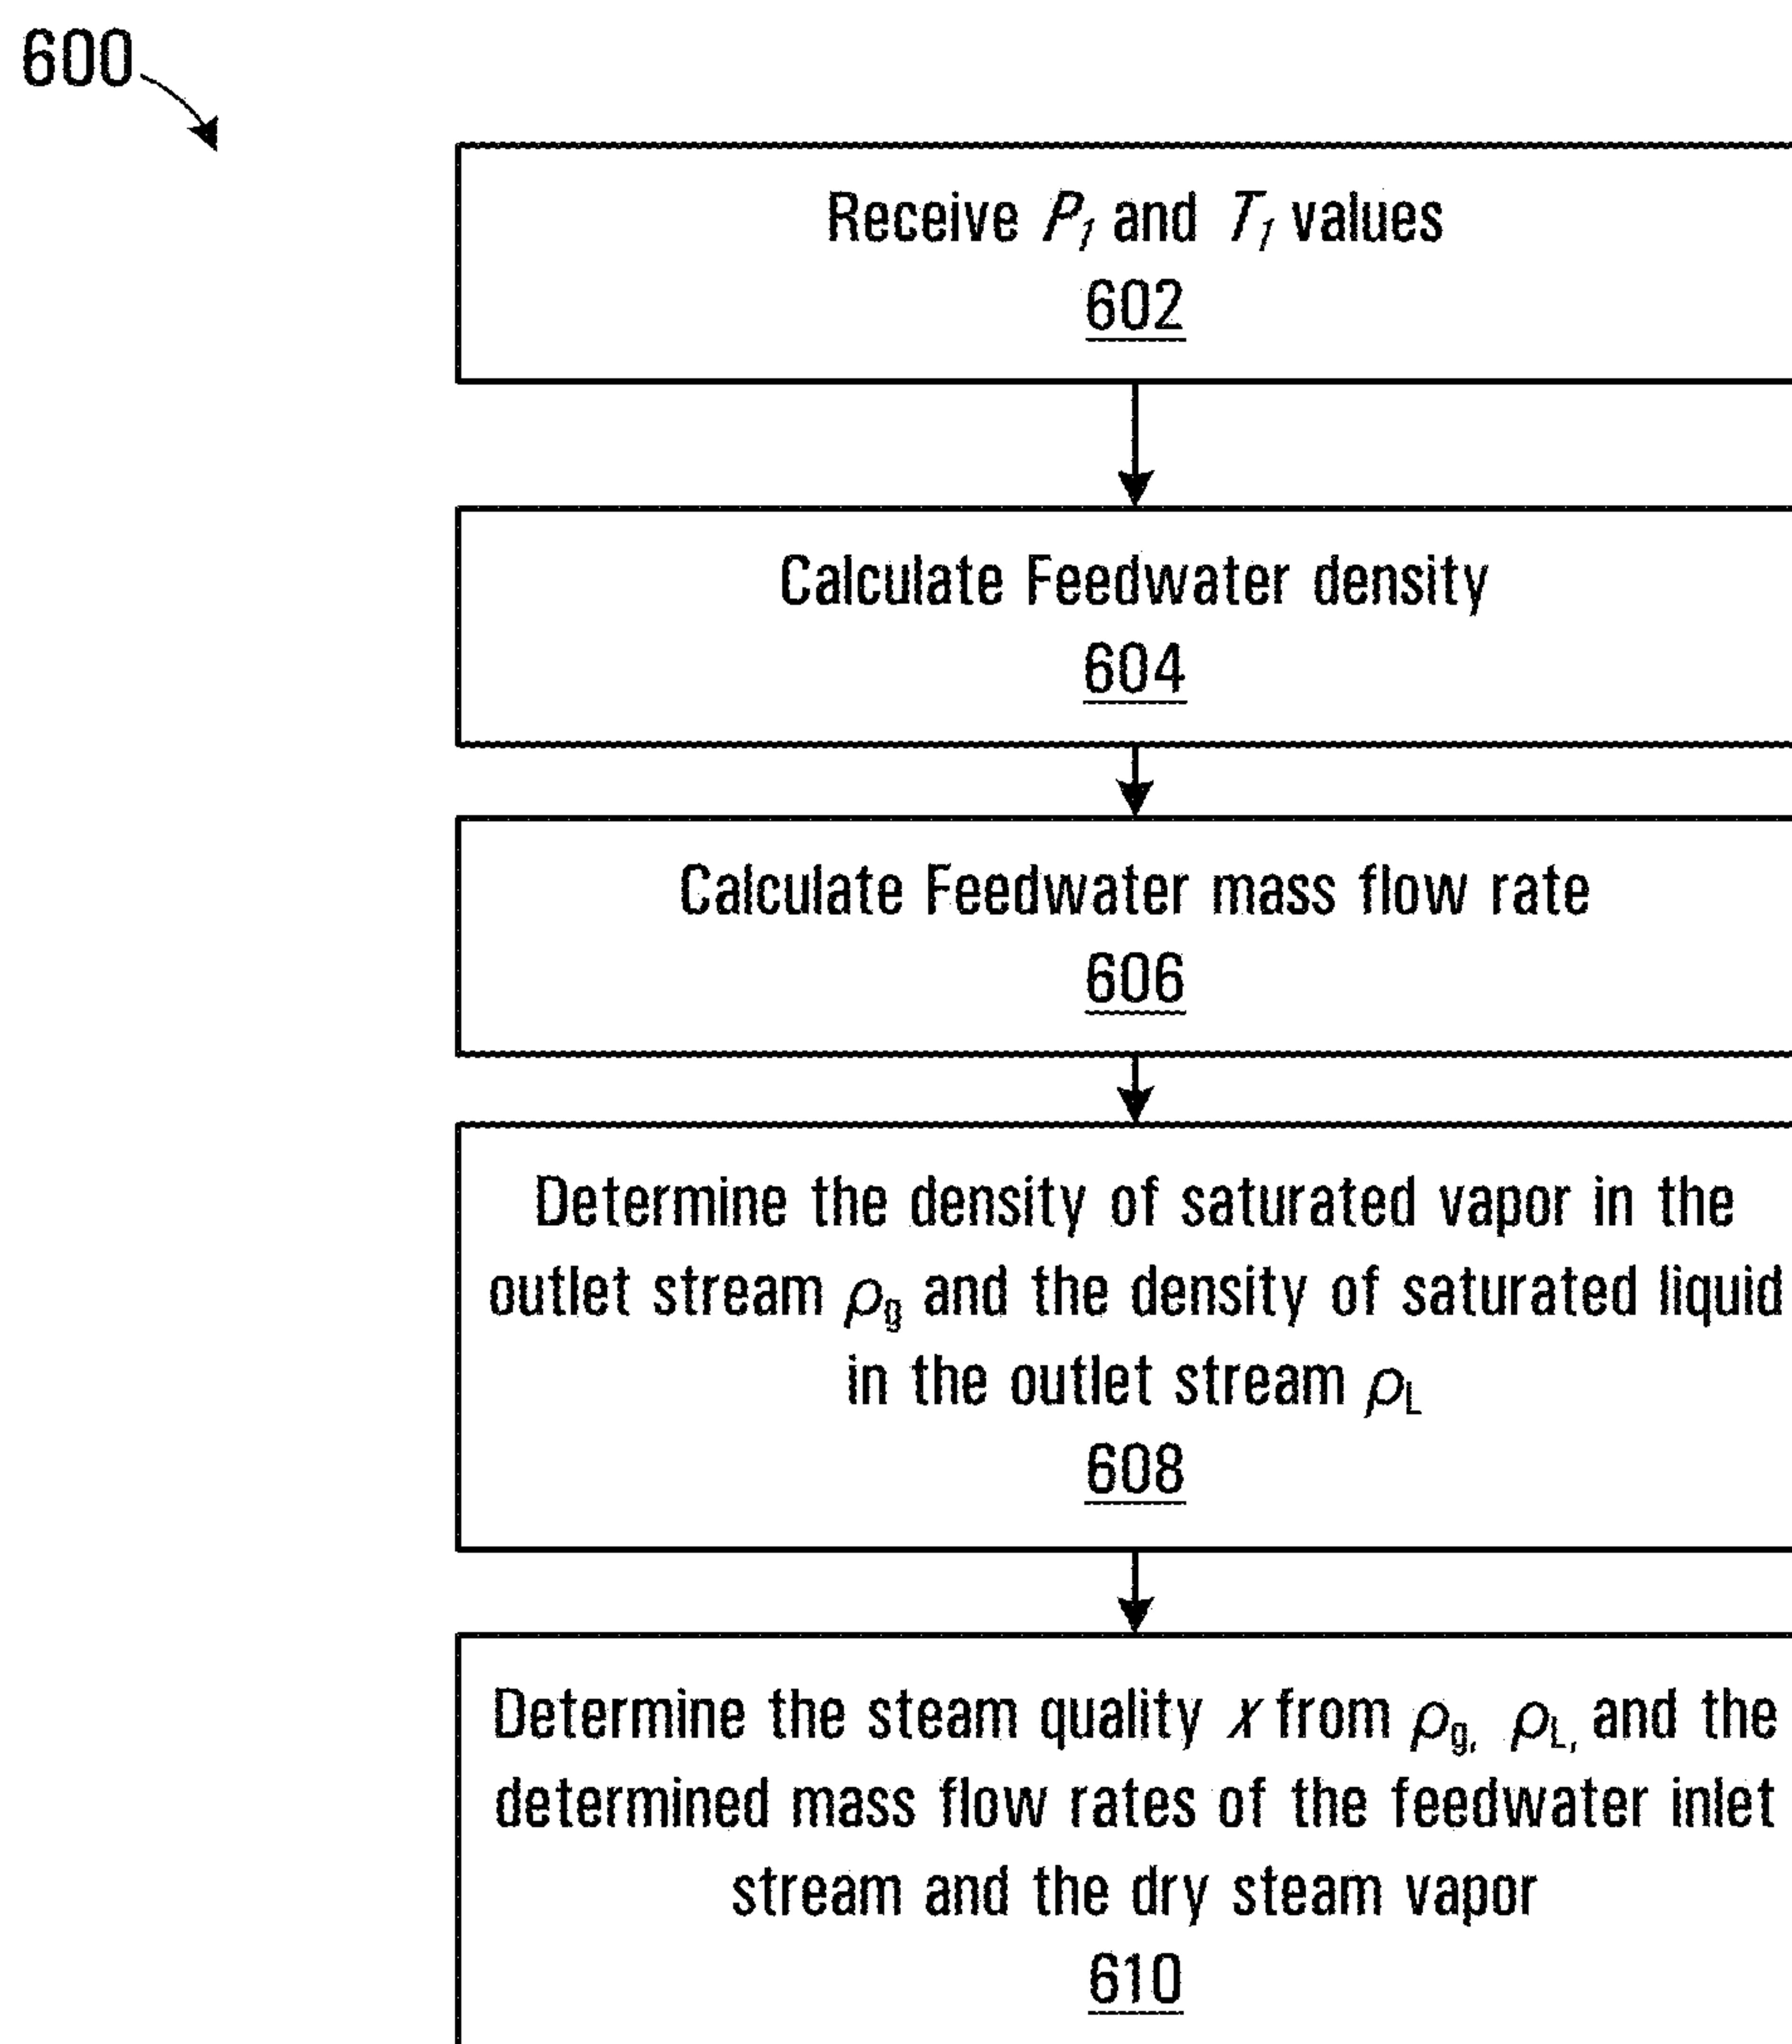 600
Receive P₁ and T₁ values
602
Calculate Feedwater density
604
Calculate Feedwater mass flow rate
606
Determine the density of saturated vapor in the
outlet stream ρg and the density of saturated liquid
in the outlet stream ρL
608
Determine the steam quality x from ρg, ρL, and the
determined mass flow rates of the feedwater inlet
stream and the dry steam vapor
610